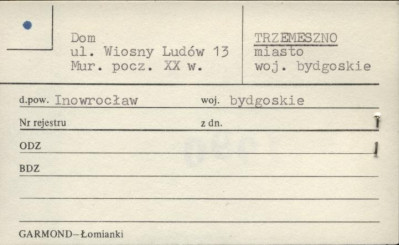 Dom
ul. Wiosny Ludów 13
Mur. pocz. XX w.
TRZEMESZNO
miasto
woj. bydgoskie
d.pow. Inowrocław woj. bydgoskie
Nr rejestru z dn.
ODZ
BDZ
GARMOND—Łomianki